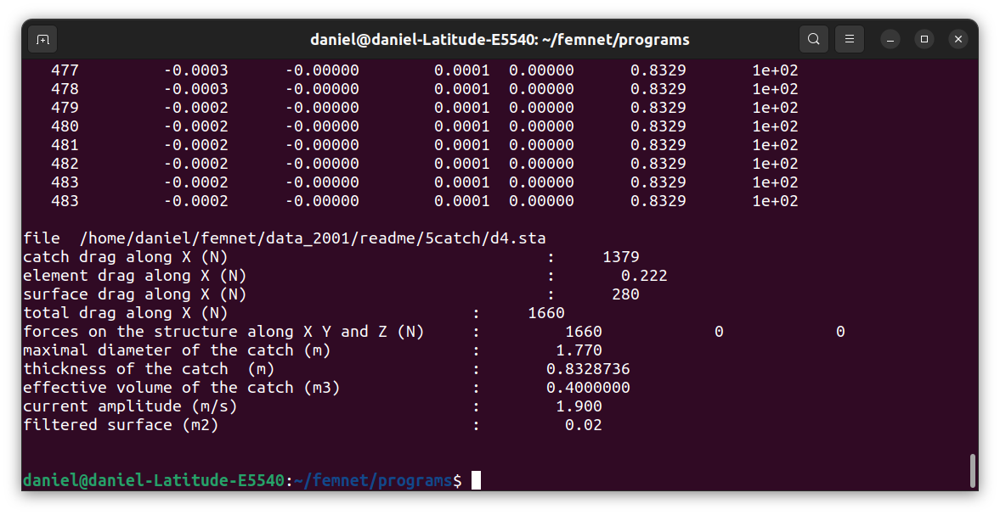 daniel@daniel-Latitude-E5540: ~/femnet/programs
477 -0.0003 -0.00000 0.0001 0.00000 0.8329 1e+02
478 -0.0003 -0.00000 0.0001 0.00000 0.8329 1e+02
479 -0.0002 -0.00000 0.0001 0.00000 0.8329 1e+02
480 -0.0002 -0.00000 0.0001 0.00000 0.8329 1e+02
481 -0.0002 -0.00000 0.0001 0.00000 0.8329 1e+02
482 -0.0002 -0.00000 0.0001 0.00000 0.8329 1e+02
483 -0.0002 -0.00000 0.0001 0.00000 0.8329 1e+02
483 -0.0002 -0.00000 0.0001 0.00000 0.8329 1e+02
file /home/daniel/femnet/data_2001/readme/5catch/d4.sta
catch drag along X (N) : 1379
element drag along X (N) : 0.222
surface drag along X (N) : 280
total drag along X (N) : 1660
forces on the structure along X Y and Z (N) : 1660 0 0
maximal diameter of the catch (m) : 1.770
thickness of the catch (m) : 0.8328736
effective volume of the catch (m3) : 0.4000000
current amplitude (m/s) : 1.900
filtered surface (m2) : 0.02
daniel@daniel-Latitude-E5540:~/femnet/programs$